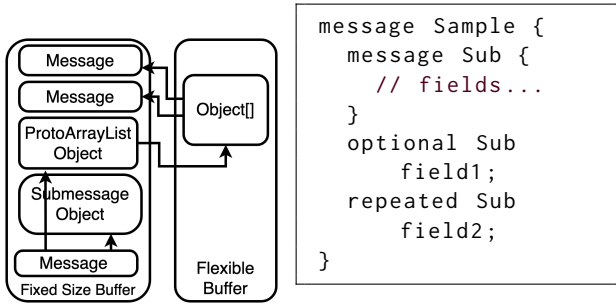 Message
Message
ProtoArrayList
Object
Submessage
Object
Message
Fixed Size Buffer
Object[]
Flexible
Buffer
message Sample {
  message Sub {
    // fields...
  }
  optional Sub
      field1;
  repeated Sub
      field2;
}